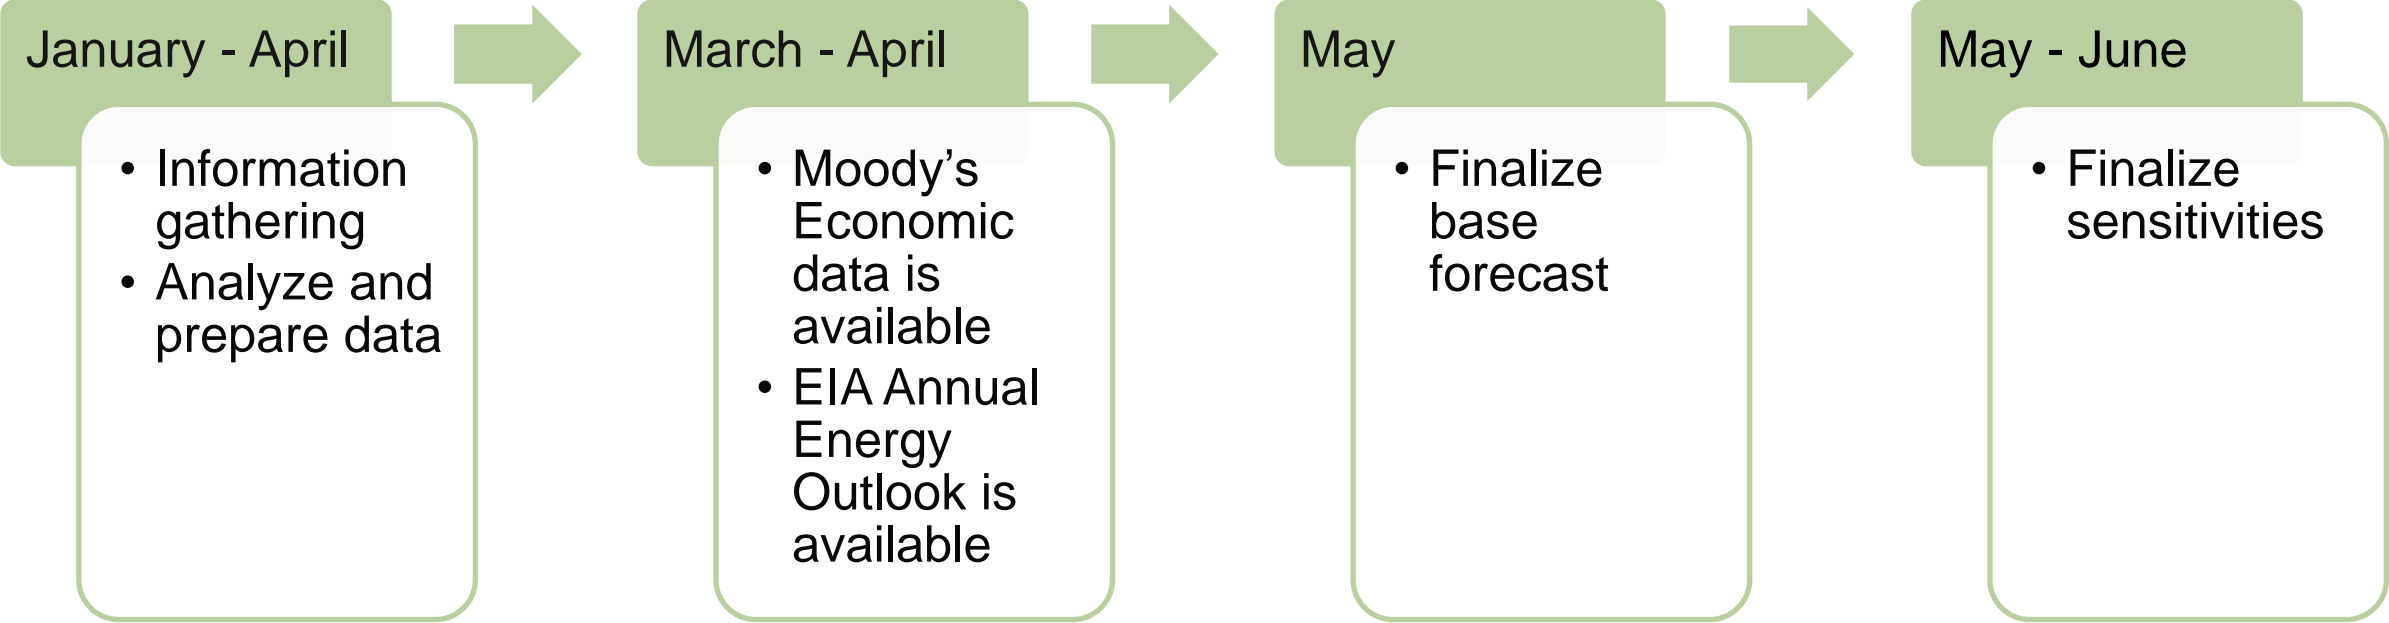 January - April
• Information
gathering
• Analyze and
prepare data
March - April
• Moody’s
Economic
data is
available
• EIA Annual
Energy
Outlook is
available
May
• Finalize
base
forecast
May - June
• Finalize
sensitivities